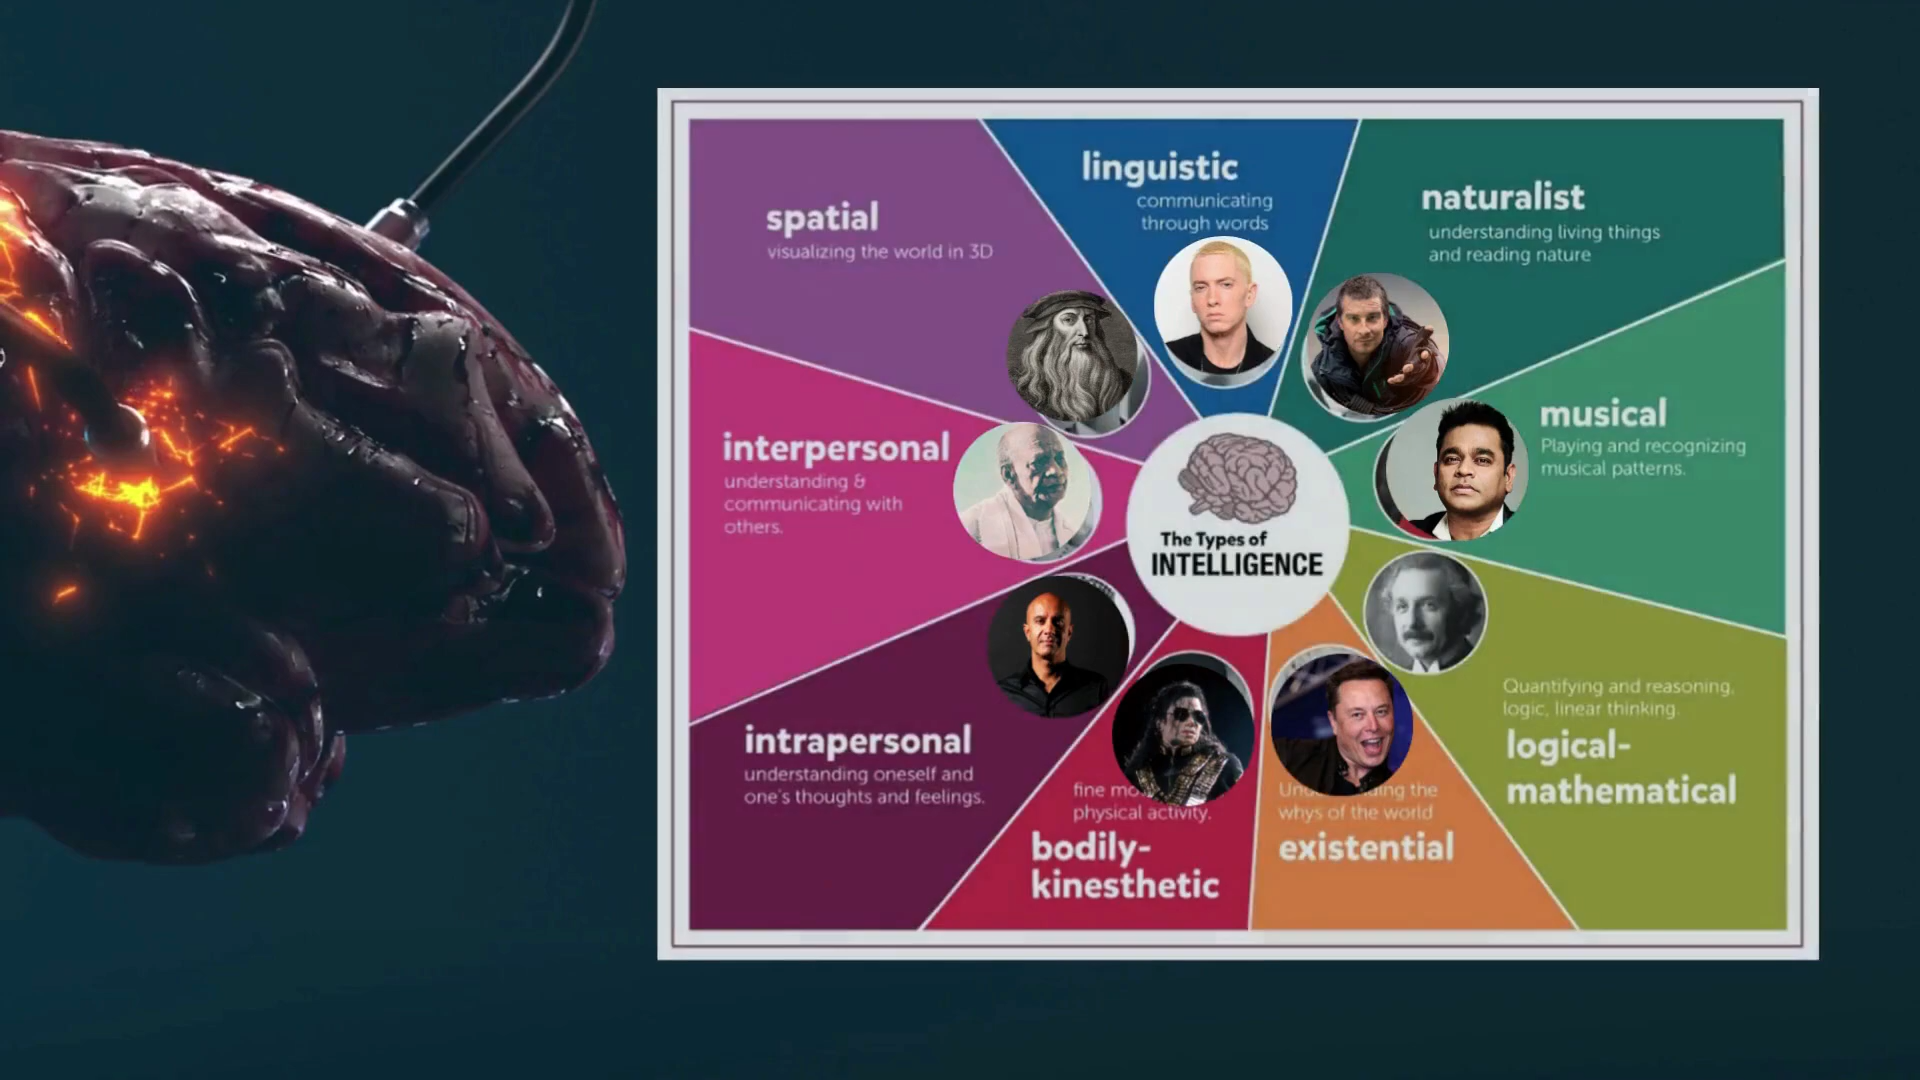 linguistic
communicating
through words
naturalist
understanding living things
and reading nature
spatial
visualizing the world in 3D
musical
Playing and recognizing
musical patterns.
interpersonal
understanding &
communicating with
others.
The Types of
INTELLIGENCE
Quantifying and reasoning,
logic, linear thinking.
logical-
mathematical
intrapersonal
understanding oneself and
one's thoughts and feelings.
fine
physical activity.
bodily-
kinesthetic
the
whys of the world
existential